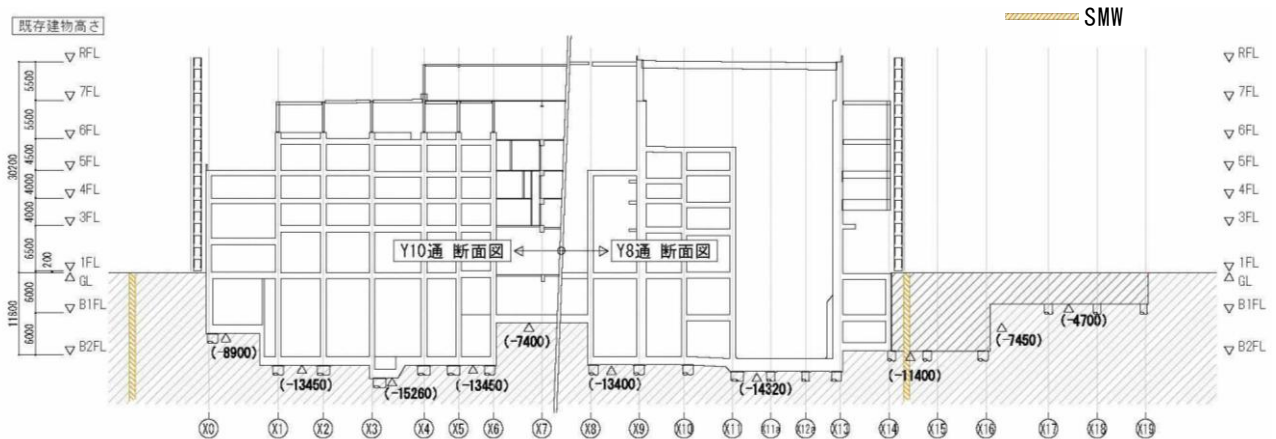 SMW
既存建物高さ
RFL
7FL
6FL
5FL
4FL
3FL
1FL
GL
B1FL
B2FL
5500
5500
4500
4000
4000
6500
200
30200
6000
6000
11800
Y10通 断面図
Y8通 断面図
RFL
7FL
6FL
5FL
4FL
3FL
1FL
GL
B1FL
B2FL
(-8900)
(-13450)
(-15260)
(-13450)
(-7400)
(-13400)
(-14320)
(-11400)
(-7450)
(-4700)
X0 X1 X2 X3 X4 X5 X6 X7 X8 X9 X10 X11 X11a X12a X13 X14 X15 X16 X17 X18 X19